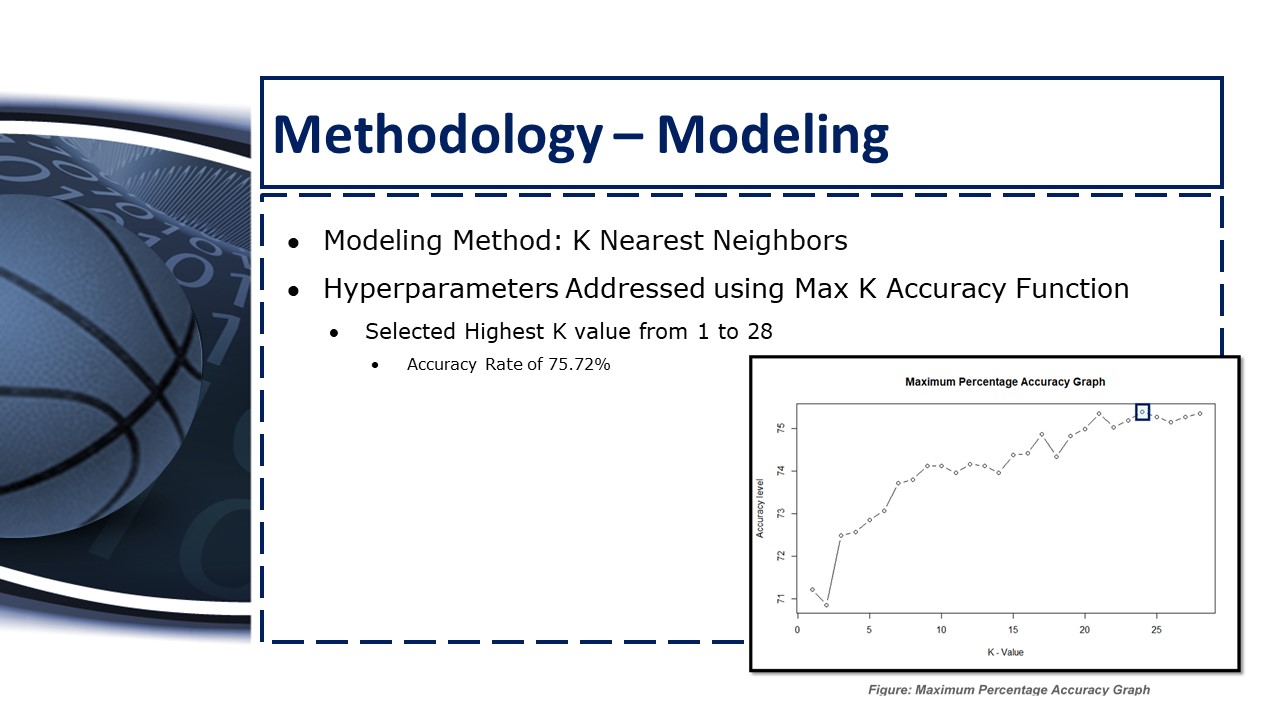 Methodology – Modeling
• Modeling Method: K Nearest Neighbors
• Hyperparameters Addressed using Max K Accuracy Function
• Selected Highest K value from 1 to 28
• Accuracy Rate of 75.72%
Maximum Percentage Accuracy Graph
75
74
73
72
71
Accuracy level
0 5 10 15 20 25
K - Value
Figure: Maximum Percentage Accuracy Graph